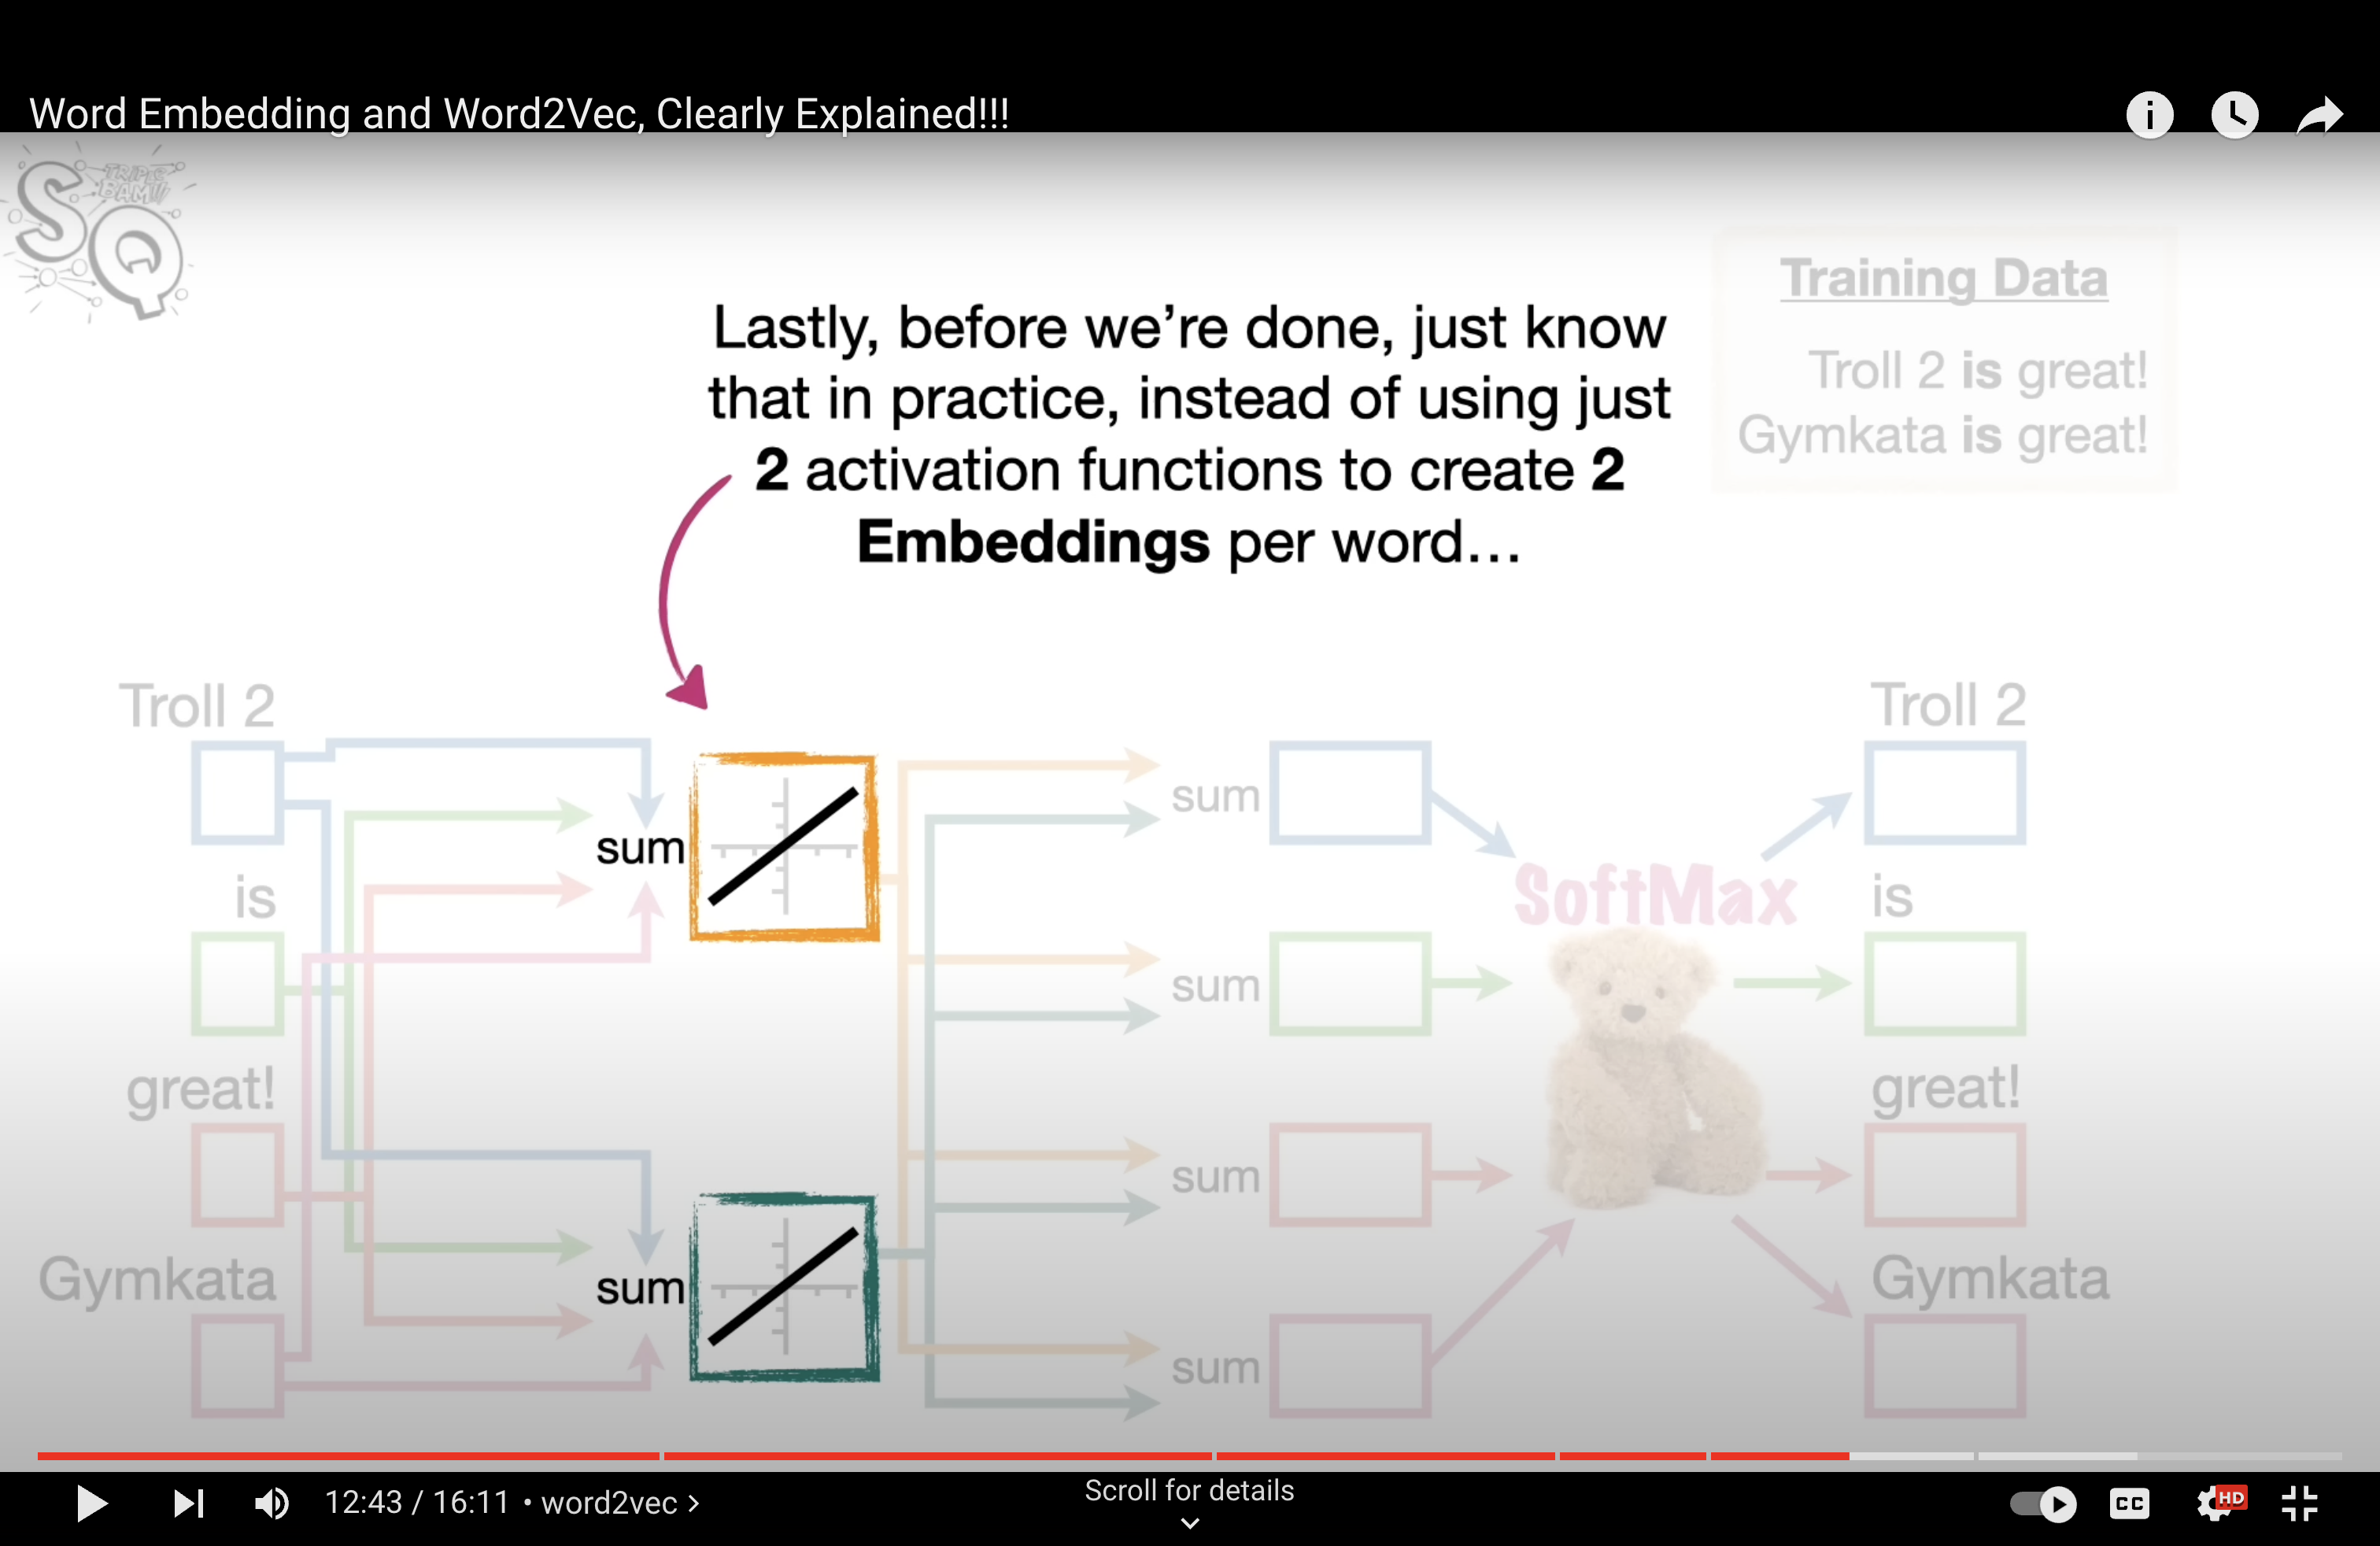 Word Embedding and Word2Vec, Clearly Explained!!!
SQ
TRIPLE
BAM!!!
Training Data
Troll 2 is great!
Gymkata is great!
Lastly, before we’re done, just know
that in practice, instead of using just
2 activation functions to create 2
Embeddings per word…
Troll 2
is
great!
Gymkata
sum
sum
sum
sum
sum
sum
SoftMax
Troll 2
is
great!
Gymkata
12:43 / 16:11 • word2vec >
Scroll for details
CC
HD